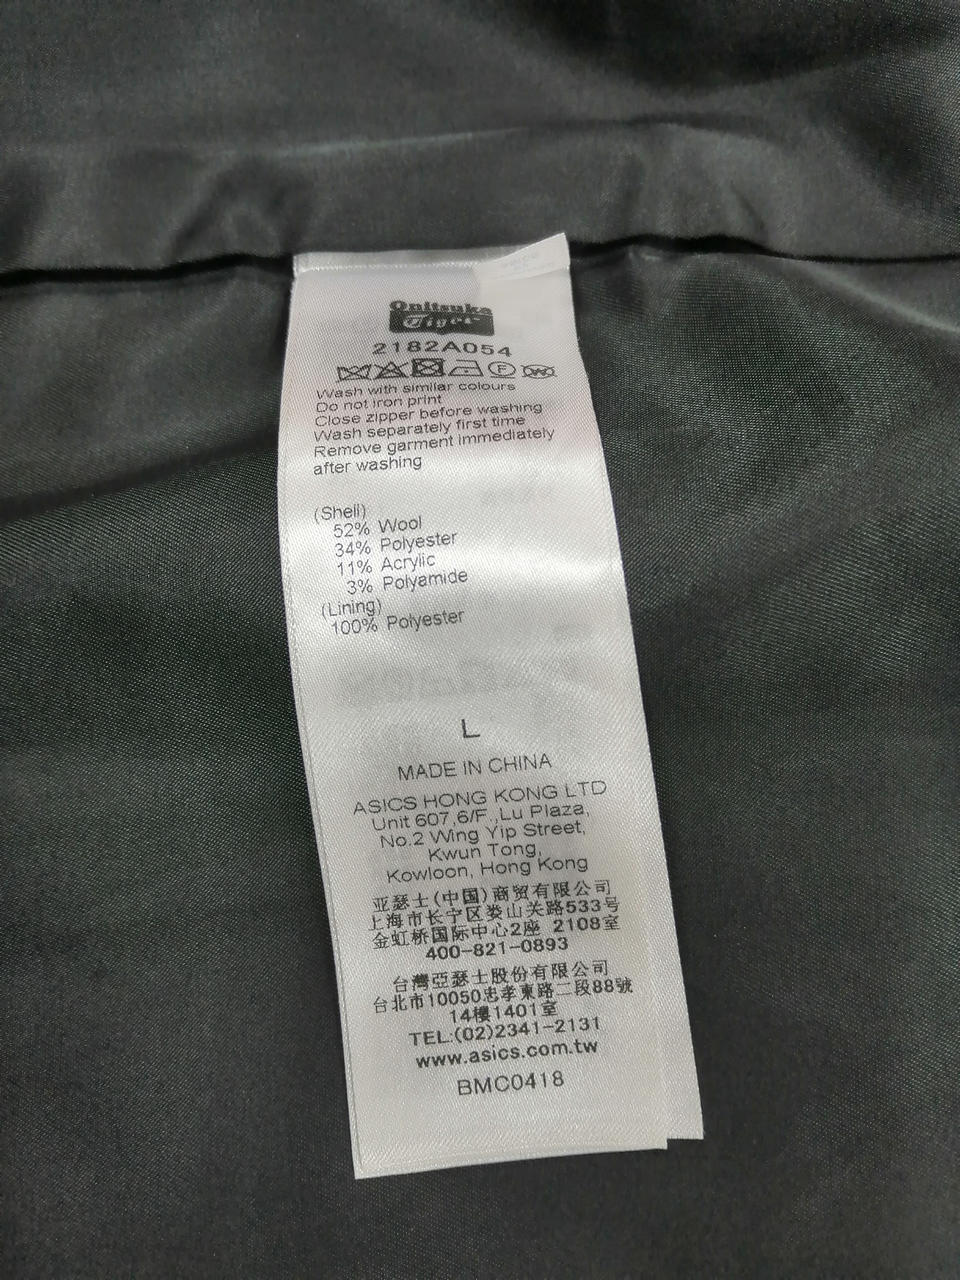 Onitsuka
Tiger
2182A054
F
W
Wash with similar colours
Do not iron print
Close zipper before washing
Wash separately first time
Remove garment immediately
after washing
(Shell)
52% Wool
34% Polyester
11% Acrylic
3% Polyamide
(Lining)
100% Polyester
L
MADE IN CHINA
ASICS HONG KONG LTD
Unit 607,6/F.,Lu Plaza,
No.2 Wing Yip Street,
Kwun Tong,
Kowloon, Hong Kong
亚瑟士(中国)商贸有限公司
上海市长宁区娄山关路533号
金虹桥国际中心2座 2108室
400-821-0893
台灣亞瑟士股份有限公司
台北市10050忠孝東路二段88號
14樓1401室
TEL:(02)2341-2131
www.asics.com.tw
BMC0418